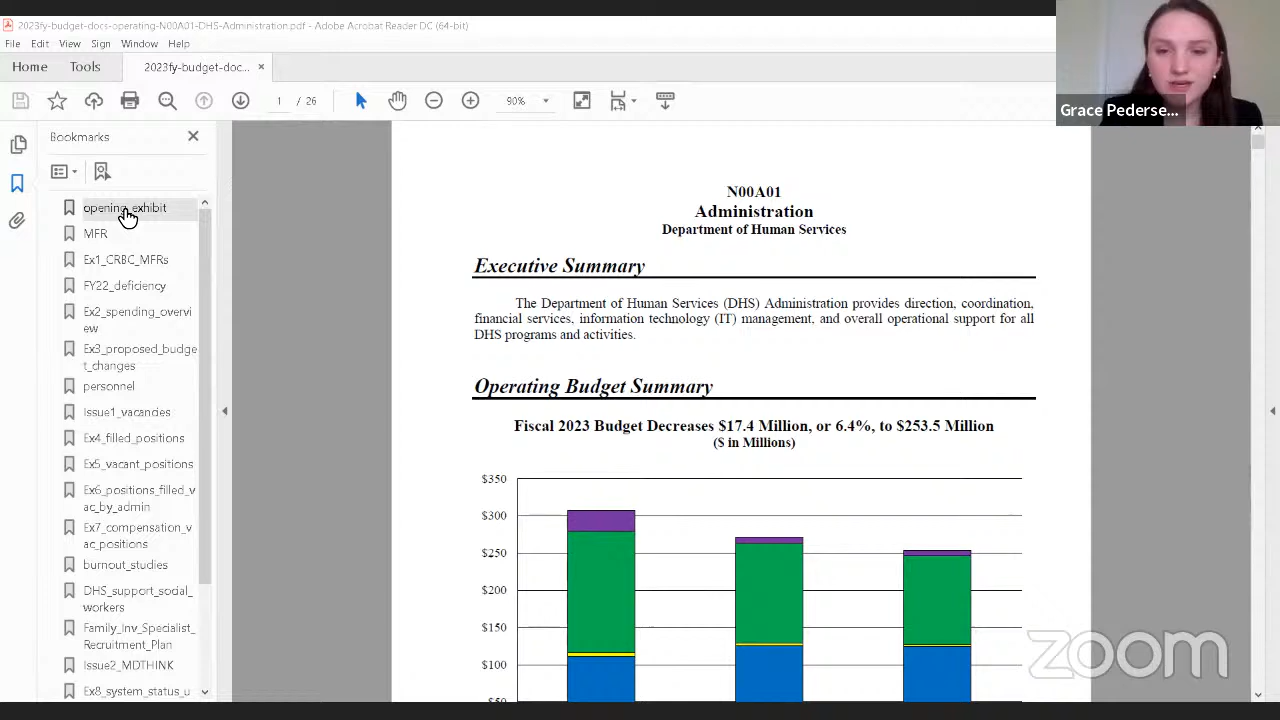 2023fy-budget-docs-operating-N00A01-DHS-Administration.pdf - Adobe Acrobat Reader DC (64-bit)
File Edit View Sign Window Help
Home Tools 2023fy-budget-doc... ×
1 / 26 90%
Grace Pederse...
Bookmarks
opening_exhibit
MFR
Ex1_CRBC_MFRs
FY22_deficiency
Ex2_spending_overvi
ew
Ex3_proposed_budge
t_changes
personnel
Issue1_vacancies
Ex4_filled_positions
Ex5_vacant_positions
Ex6_positions_filled_v
ac_by_admin
Ex7_compensation_v
ac_positions
burnout_studies
DHS_support_social_
workers
Family_Inv_Specialist_
Recruitment_Plan
Issue2_MDTHINK
Ex8_system_status_u
N00A01
Administration
Department of Human Services
Executive Summary
The Department of Human Services (DHS) Administration provides direction, coordination,
financial services, information technology (IT) management, and overall operational support for all
DHS programs and activities.
Operating Budget Summary
Fiscal 2023 Budget Decreases $17.4 Million, or 6.4%, to $253.5 Million
($ in Millions)
$350
$300
$250
$200
$150
$100
$50
zoom